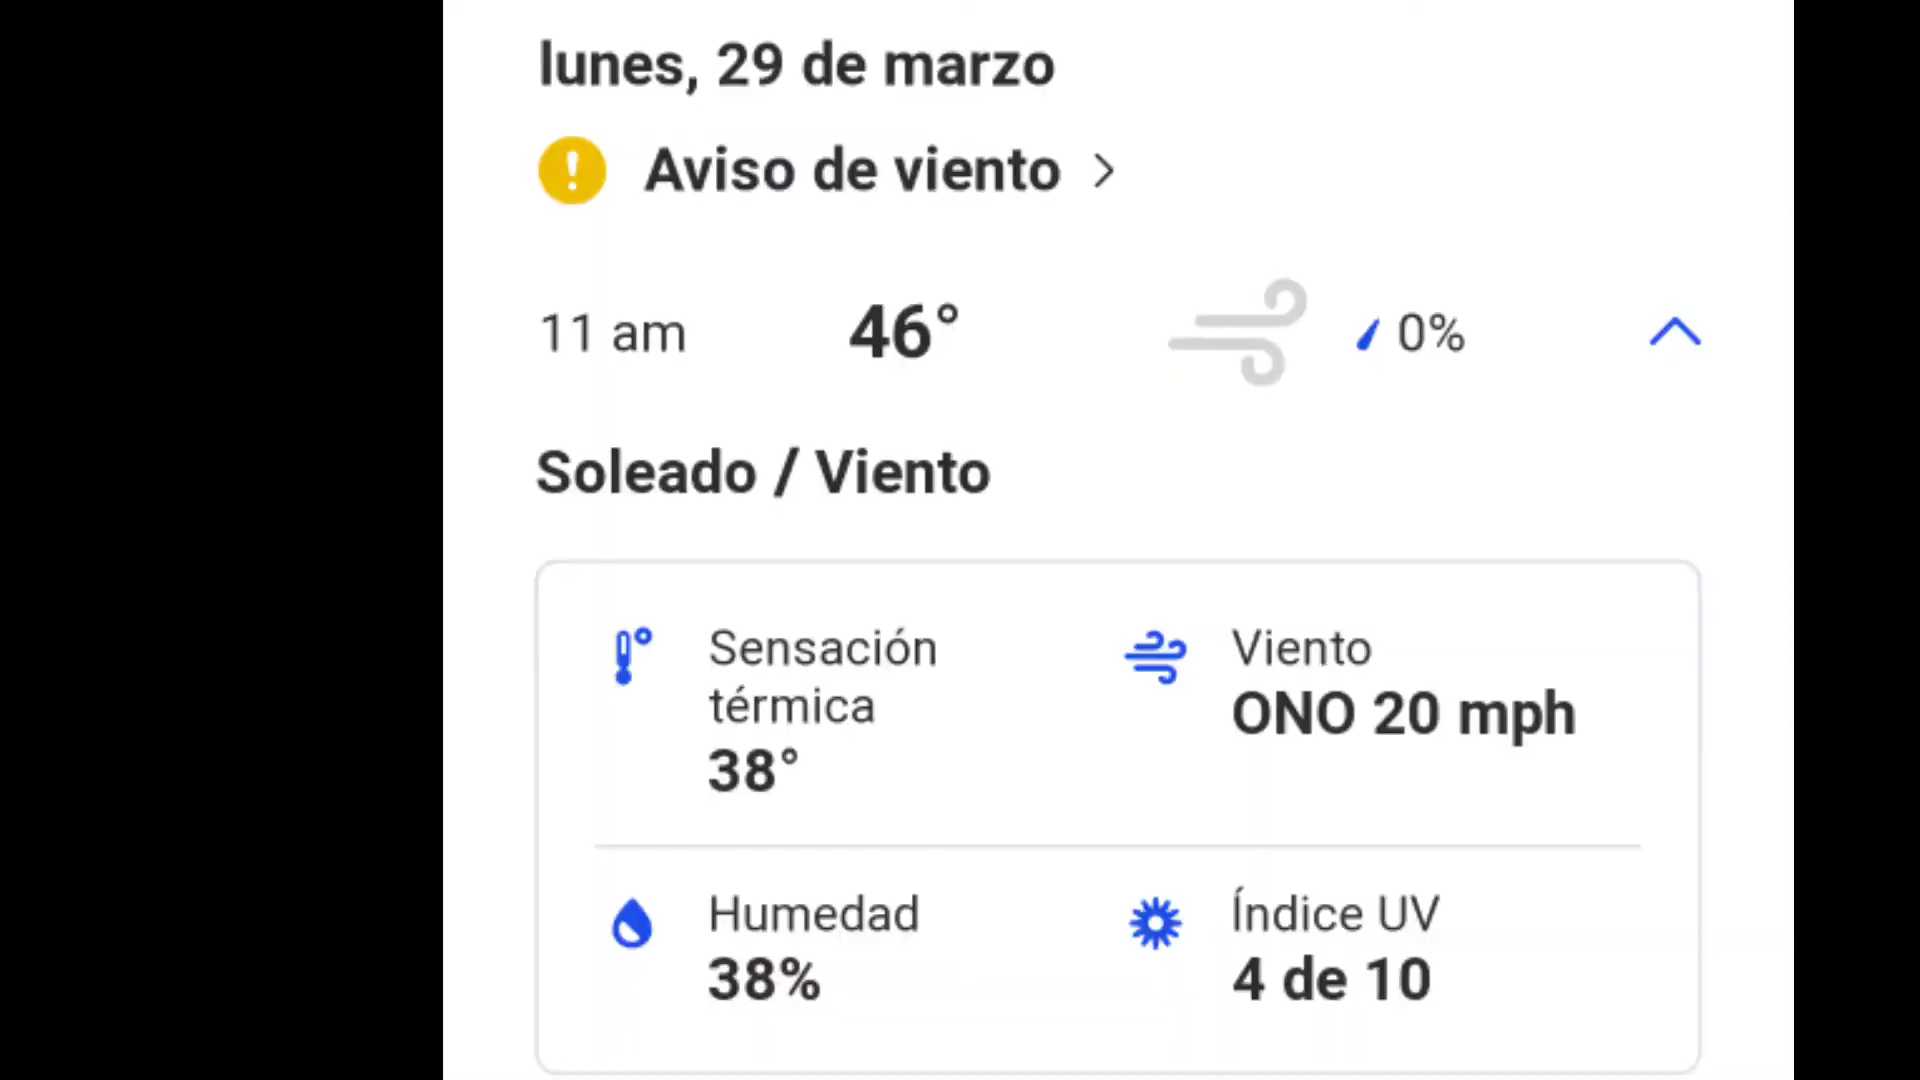 lunes, 29 de marzo
Aviso de viento
11 am 46° 0%
Soleado / Viento
Sensación Viento
térmica ONO 20 mph
38°
Humedad Índice UV
38% 4 de 10